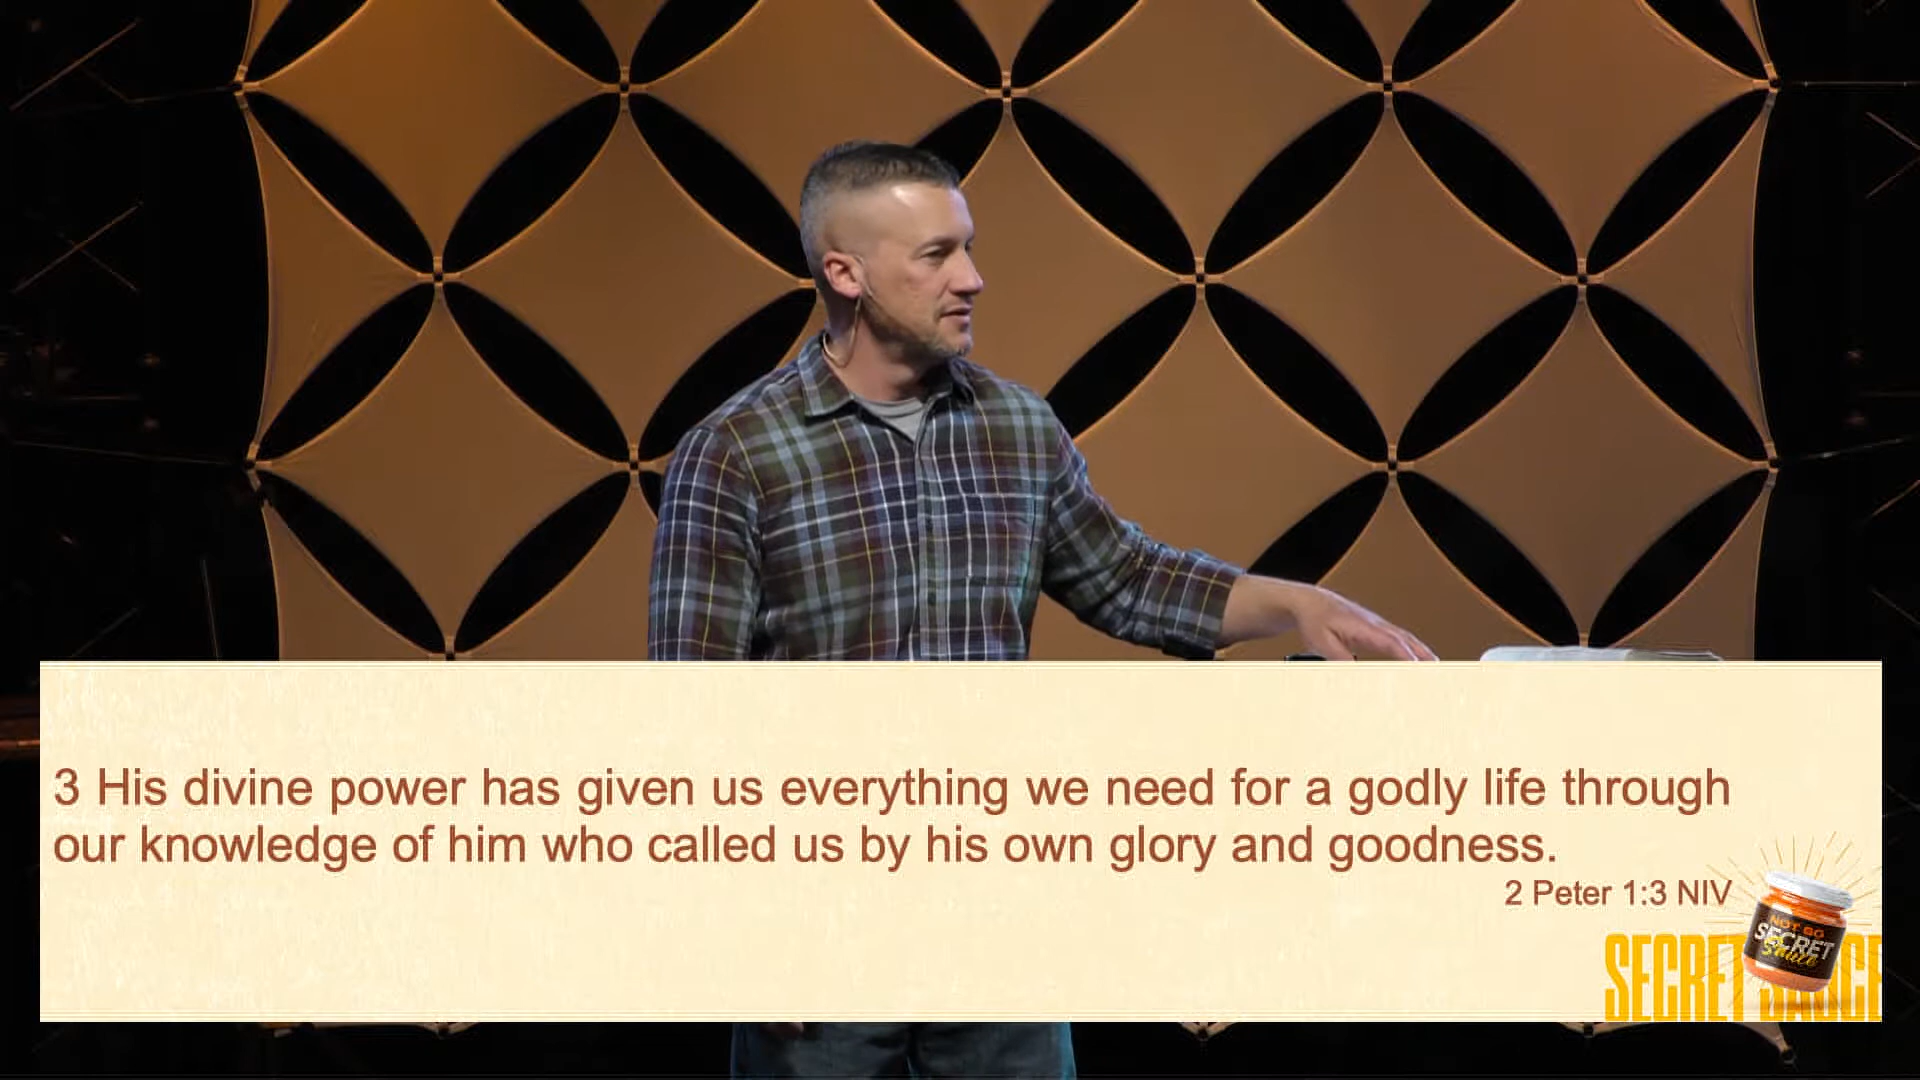 3 His divine power has given us everything we need for a godly life through
our knowledge of him who called us by his own glory and goodness.
2 Peter 1:3 NIV
NOT SO
SECRET
Sauce
SECRET SAUCE